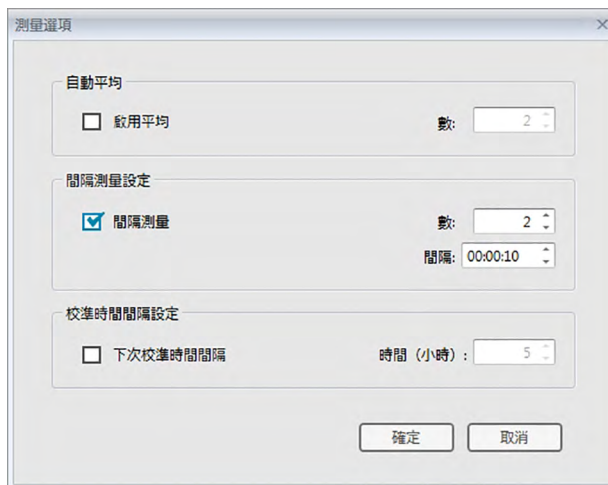 測量選項
自動平均
啟用平均 數: 2
間隔測量設定
間隔測量 數: 2
間隔: 00:00:10
校準時間間隔設定
下次校準時間間隔 時間（小時）: 5
確定 取消